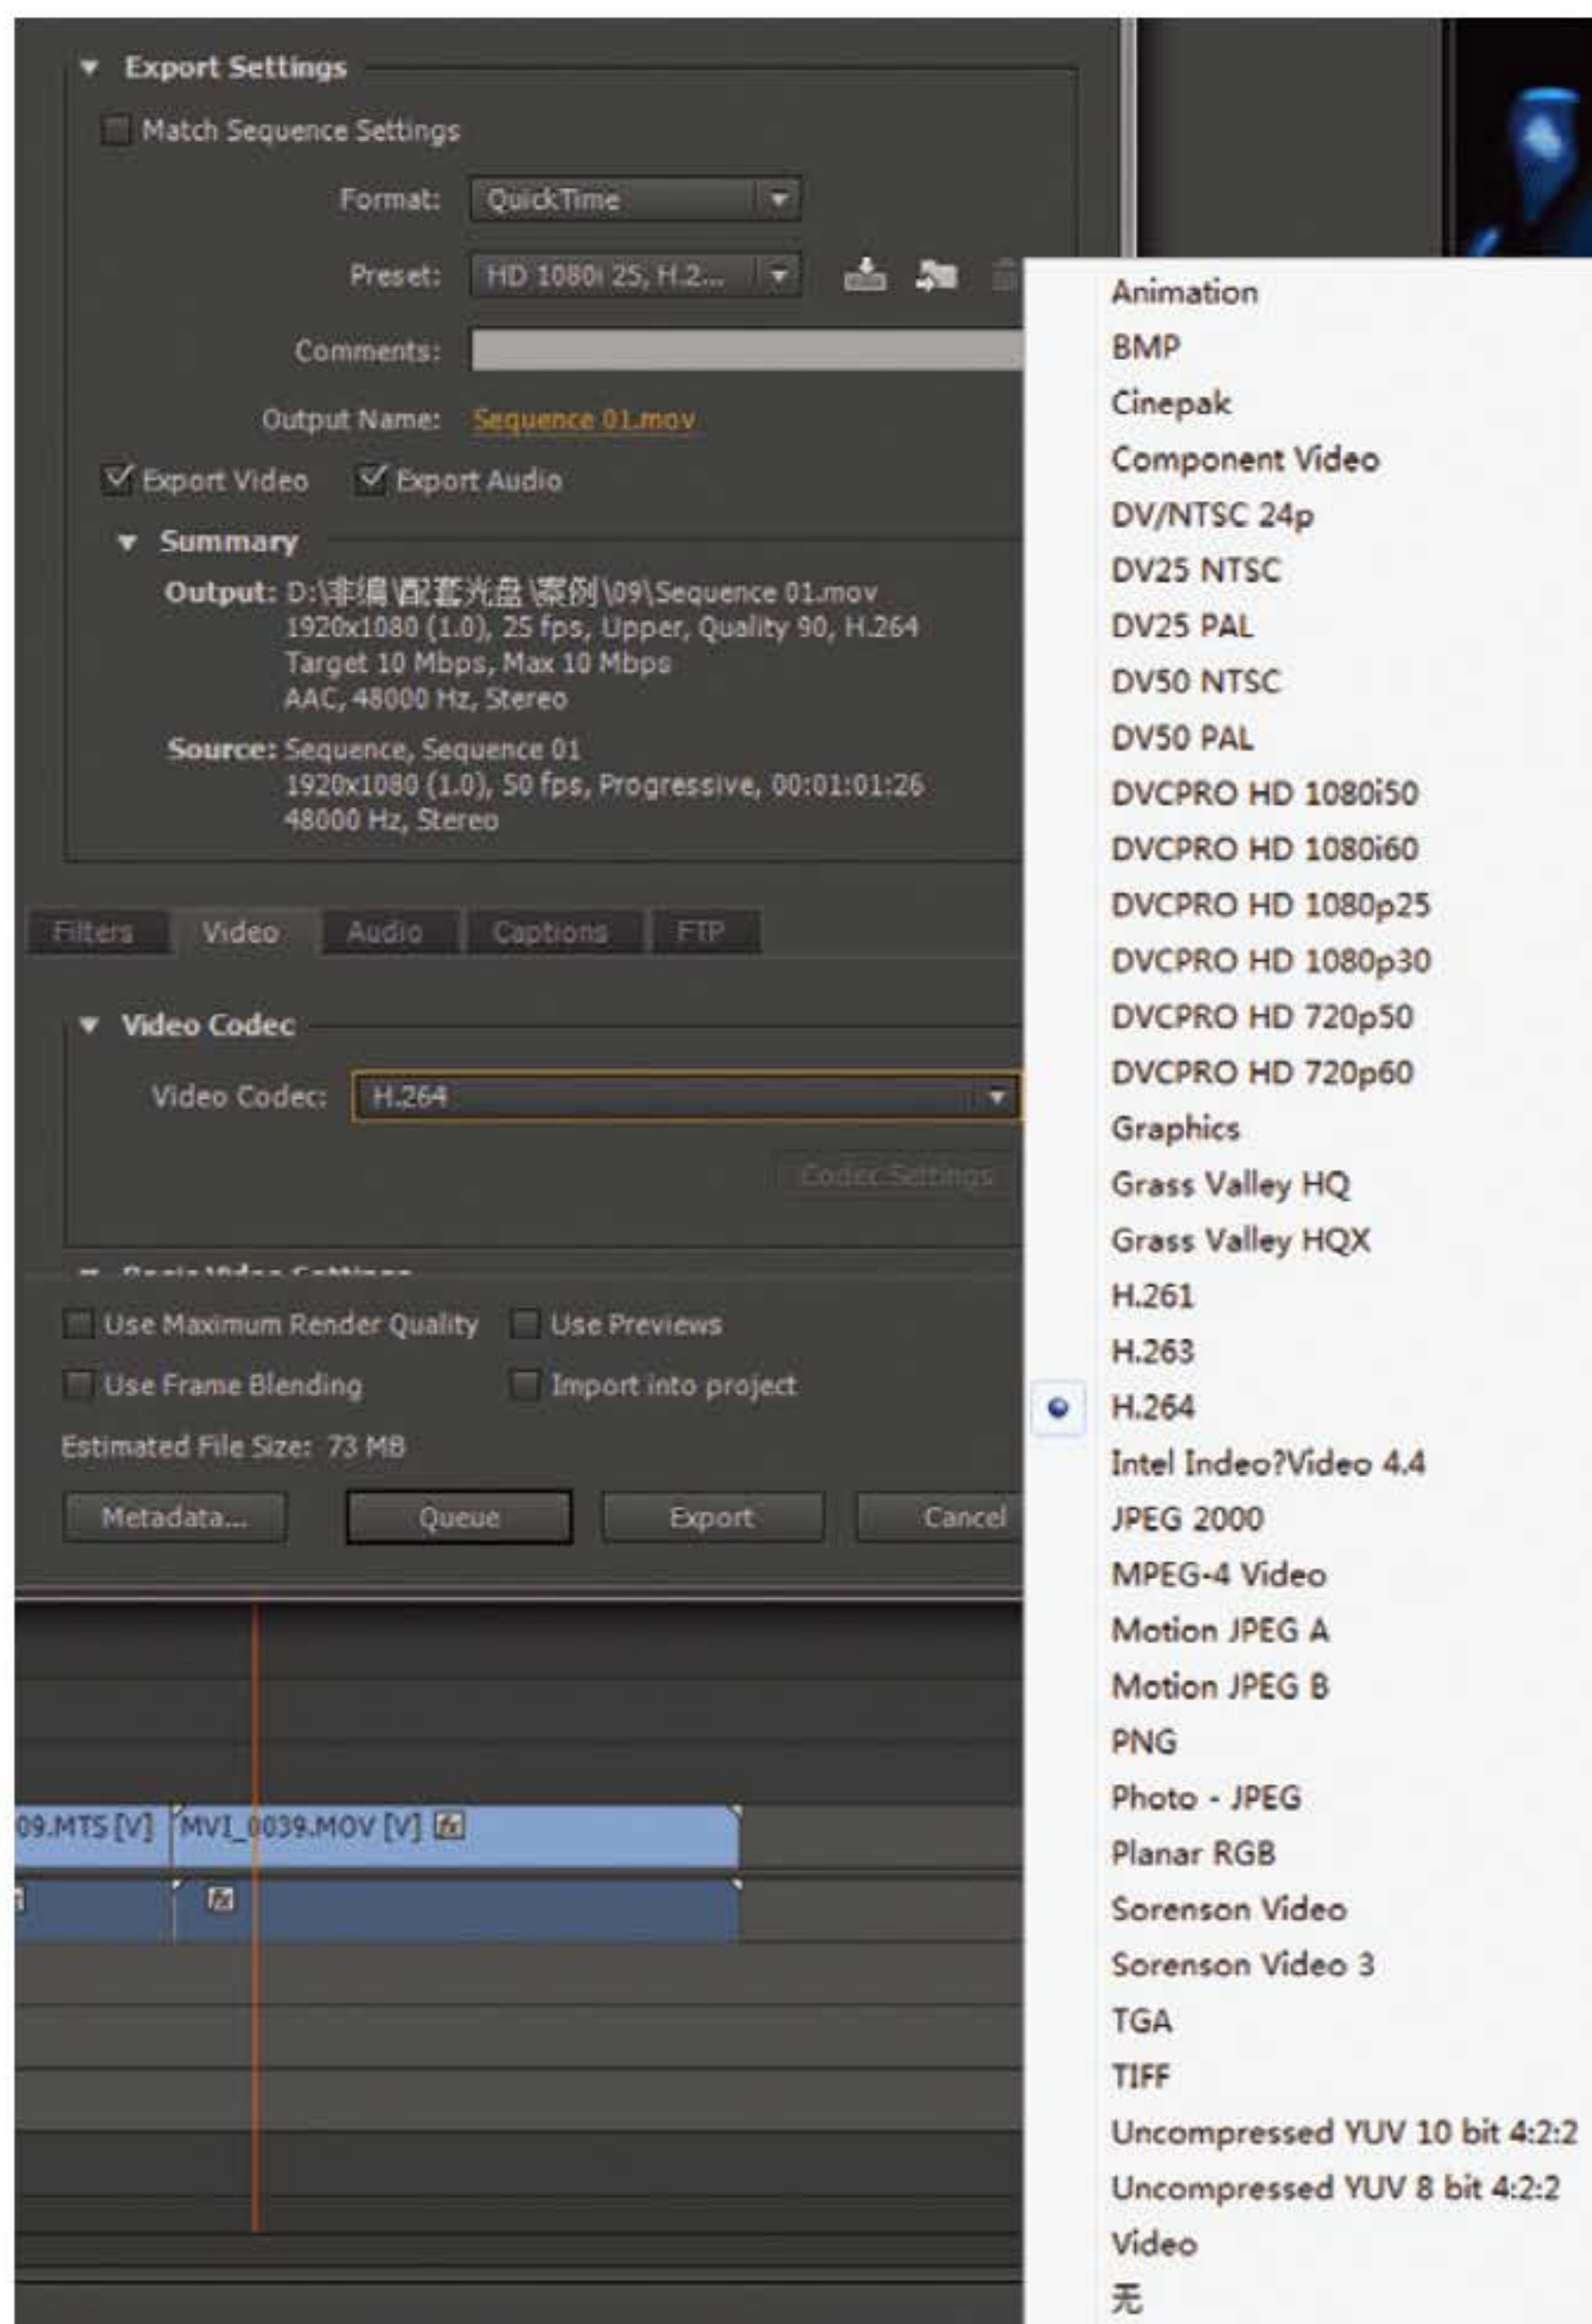 Export Settings
Match Sequence Settings
Format: QuickTime
Preset: HD 1080i 25, H.2...
Comments:
Output Name: Sequence 01.mov
Export Video Export Audio
Summary
Output: D:\非编\配套光盘\案例\09\Sequence 01.mov
1920x1080 (1.0), 25 fps, Upper, Quality 90, H.264
Target 10 Mbps, Max 10 Mbps
AAC, 48000 Hz, Stereo
Source: Sequence, Sequence 01
1920x1080 (1.0), 50 fps, Progressive, 00:01:01:26
48000 Hz, Stereo
Filters Video Audio Captions FTP
Video Codec
Video Codec: H.264
Codec Settings
Basic Video Settings
Use Maximum Render Quality Use Previews
Use Frame Blending Import into project
Estimated File Size: 73 MB
Metadata... Queue Export Cancel
09.MTS [V] MVI_0039.MOV [V] fx
fx
Animation
BMP
Cinepak
Component Video
DV/NTSC 24p
DV25 NTSC
DV25 PAL
DV50 NTSC
DV50 PAL
DVCPRO HD 1080i50
DVCPRO HD 1080i60
DVCPRO HD 1080p25
DVCPRO HD 1080p30
DVCPRO HD 720p50
DVCPRO HD 720p60
Graphics
Grass Valley HQ
Grass Valley HQX
H.261
H.263
H.264
Intel Indeo?Video 4.4
JPEG 2000
MPEG-4 Video
Motion JPEG A
Motion JPEG B
PNG
Photo - JPEG
Planar RGB
Sorenson Video
Sorenson Video 3
TGA
TIFF
Uncompressed YUV 10 bit 4:2:2
Uncompressed YUV 8 bit 4:2:2
Video
无